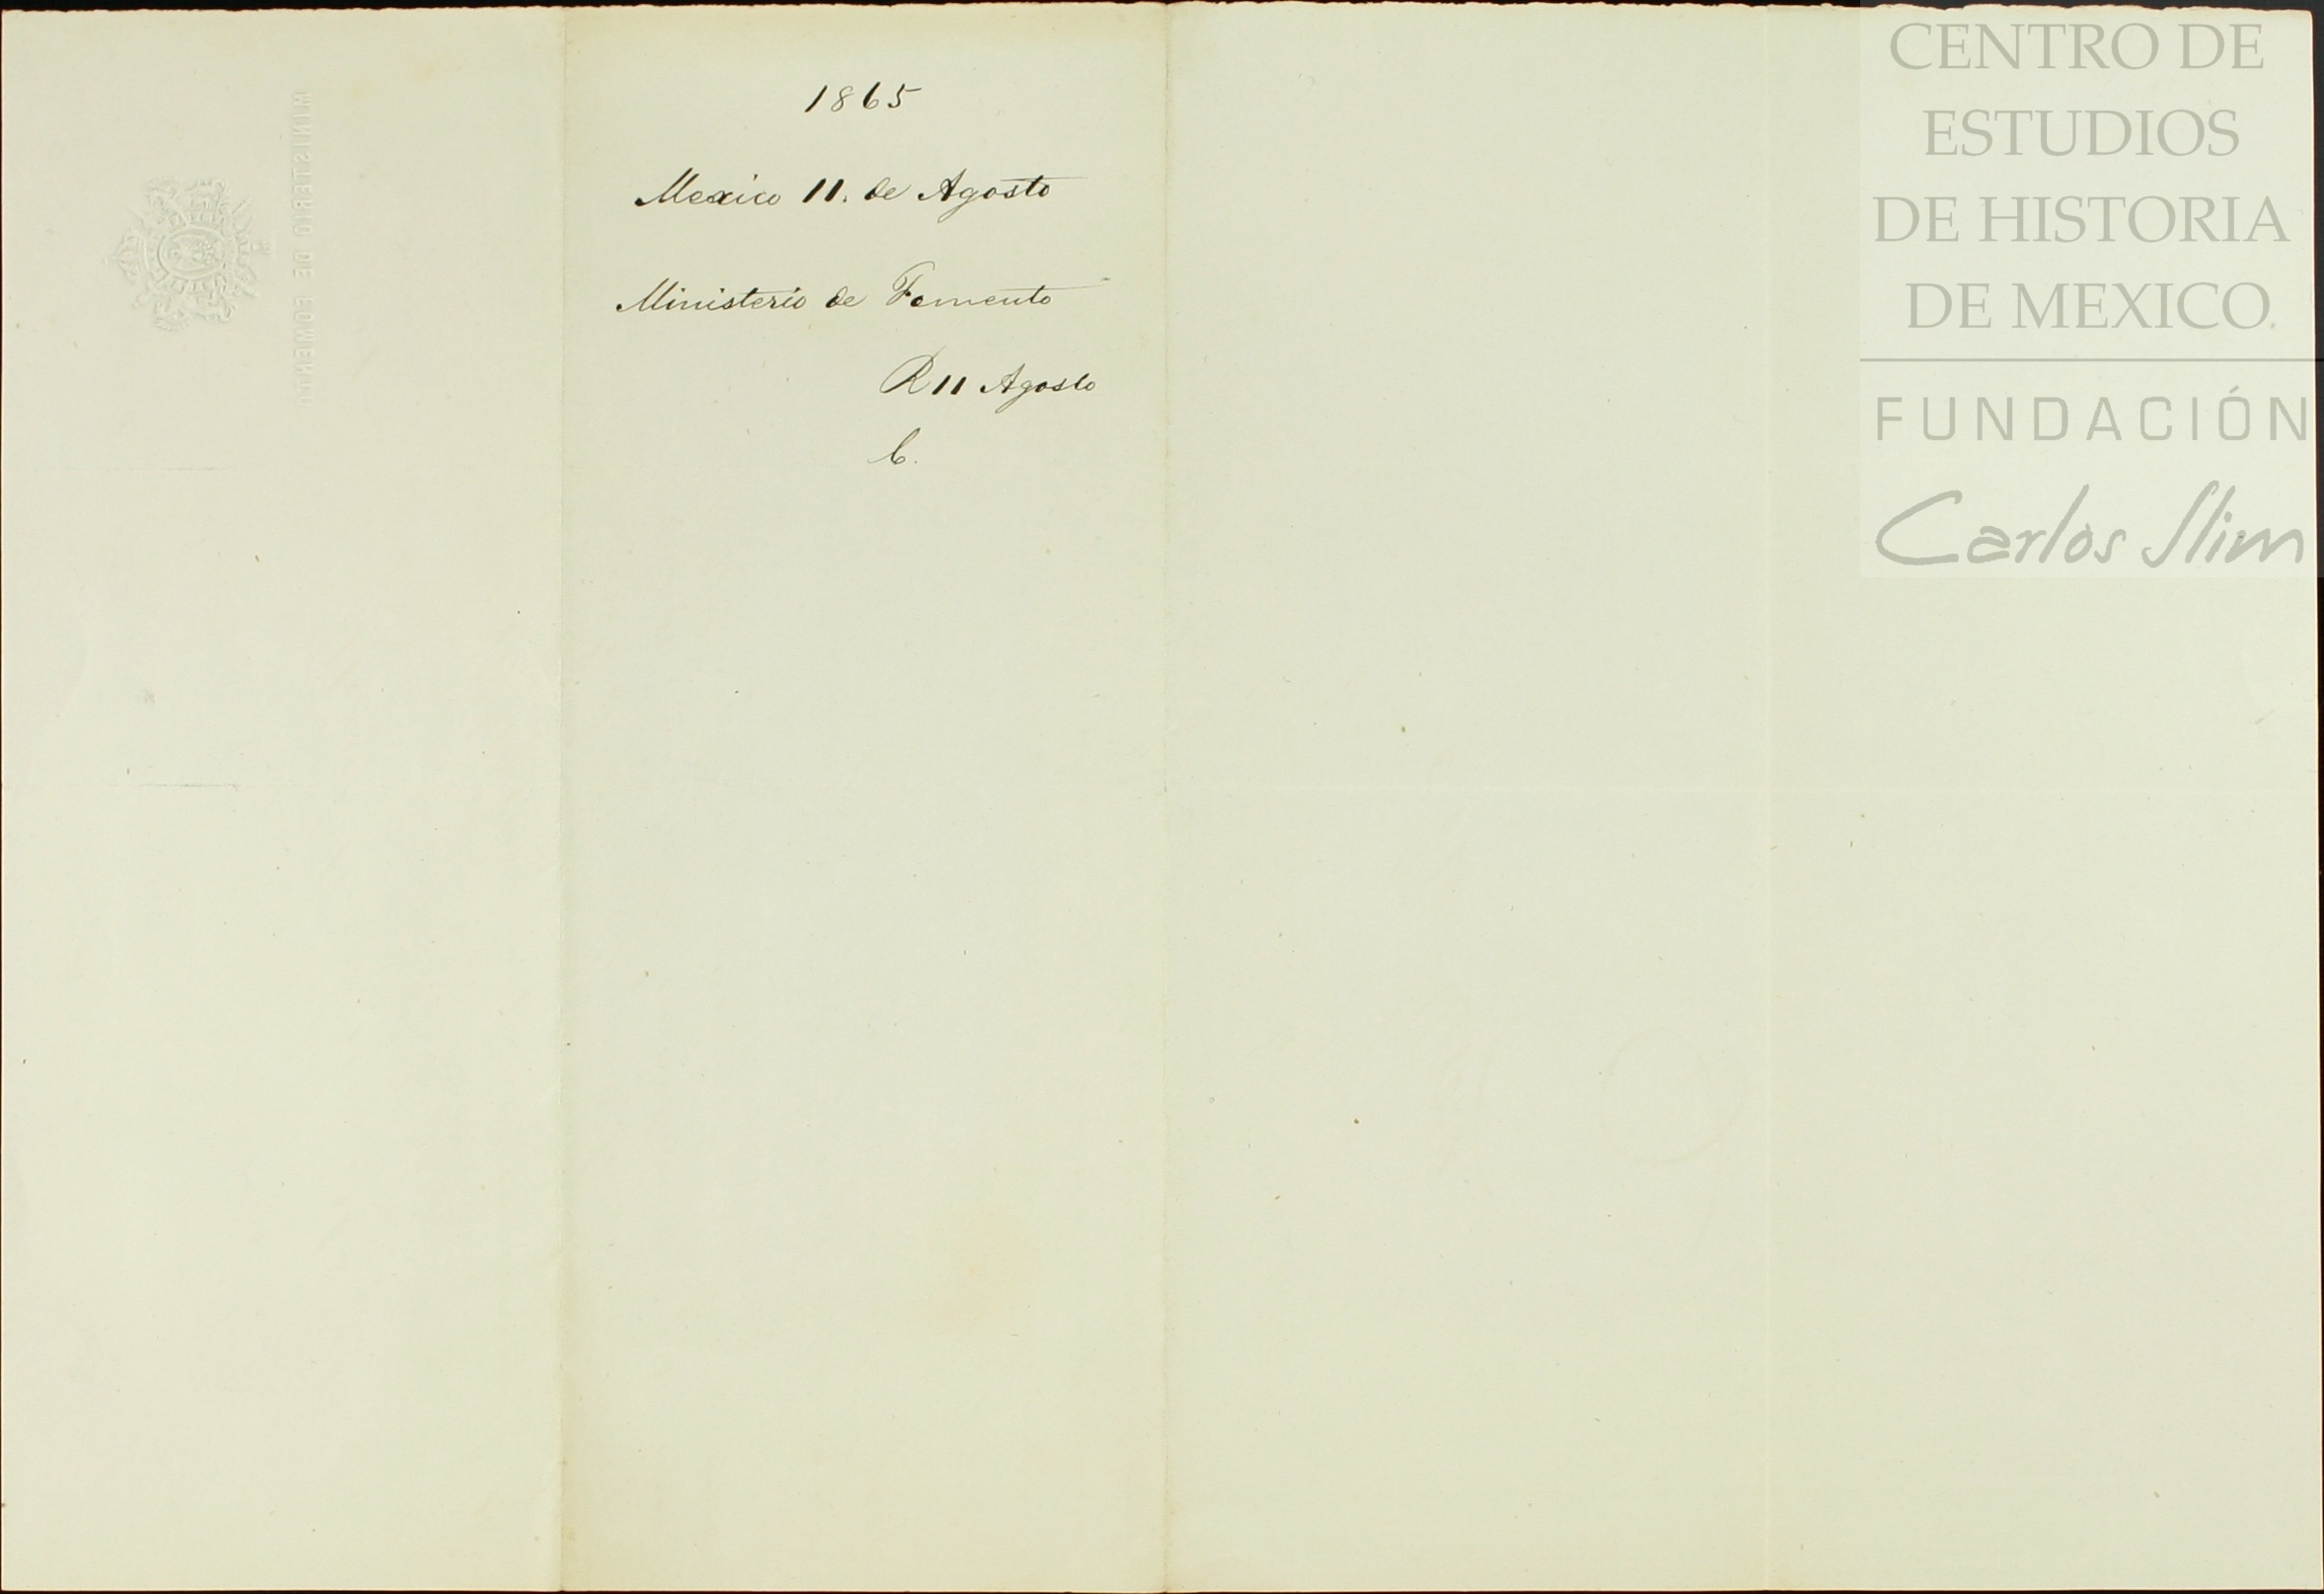 1865
Mexico 11. de Agosto
Ministerio de Fomento
R 11 Agosto
MINISTERIO DE FOMENTO
CENTRO DE
ESTUDIOS
DE HISTORIA
DE MEXICO.
FUNDACIÓN
Carlos Slim